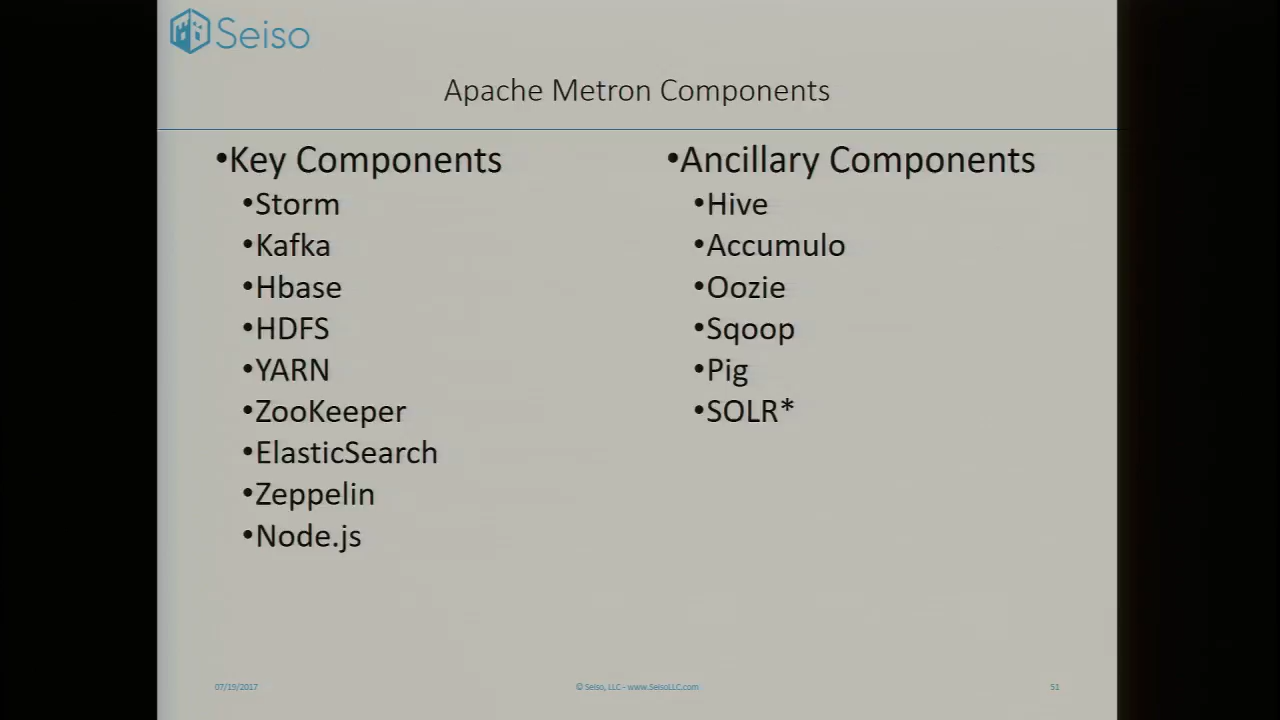 Seiso
Apache Metron Components
•Key Components
•Storm
•Kafka
•Hbase
•HDFS
•YARN
•ZooKeeper
•ElasticSearch
•Zeppelin
•Node.js
•Ancillary Components
•Hive
•Accumulo
•Oozie
•Sqoop
•Pig
•SOLR*
07/19/2017
© Seiso, LLC - www.SeisoLLC.com
51